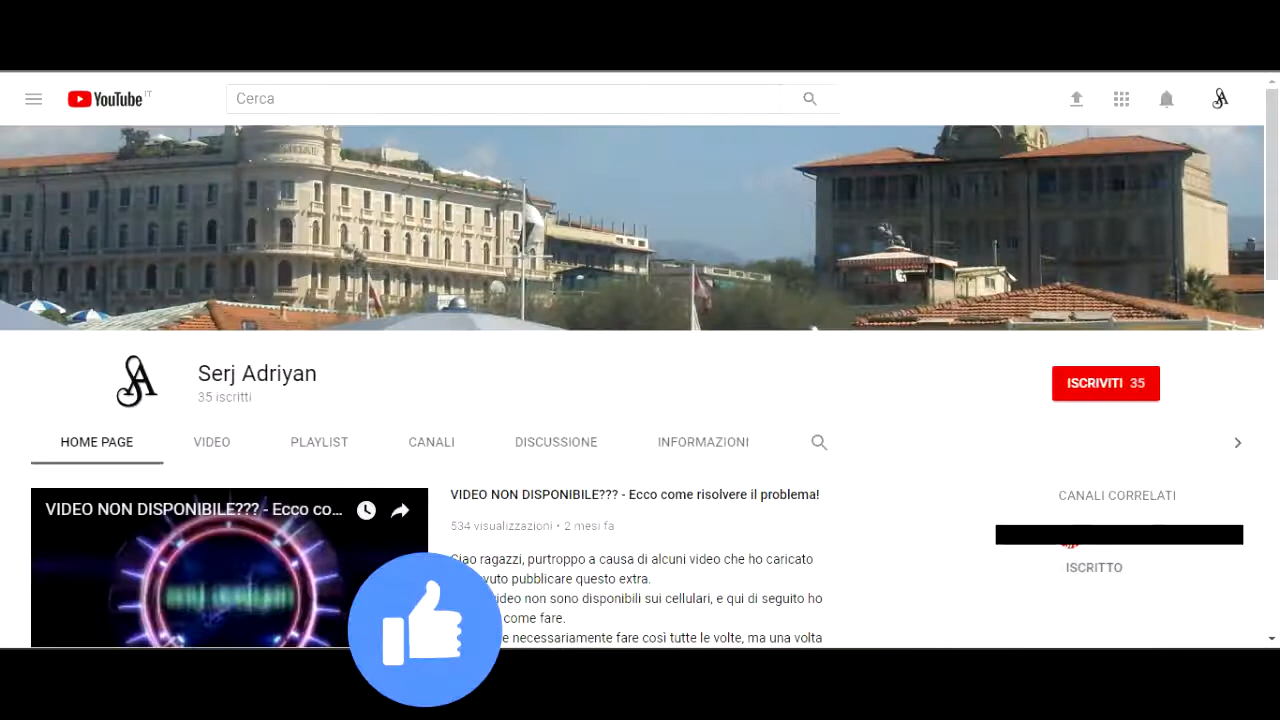 YouTube IT
Cerca
Serj Adriyan
35 iscritti
ISCRIVITI 35
HOME PAGE
VIDEO
PLAYLIST
CANALI
DISCUSSIONE
INFORMAZIONI
VIDEO NON DISPONIBILE??? - Ecco co...
VIDEO NON DISPONIBILE??? - Ecco come risolvere il problema!
534 visualizzazioni • 2 mesi fa
Ciao ragazzi, purtroppo a causa di alcuni video che ho caricato
pubblicare questo extra.
non sono disponibili sui cellulari, e qui di seguito ho
come fare.
necessariamente fare così tutte le volte, ma una volta
CANALI CORRELATI
ISCRITTO